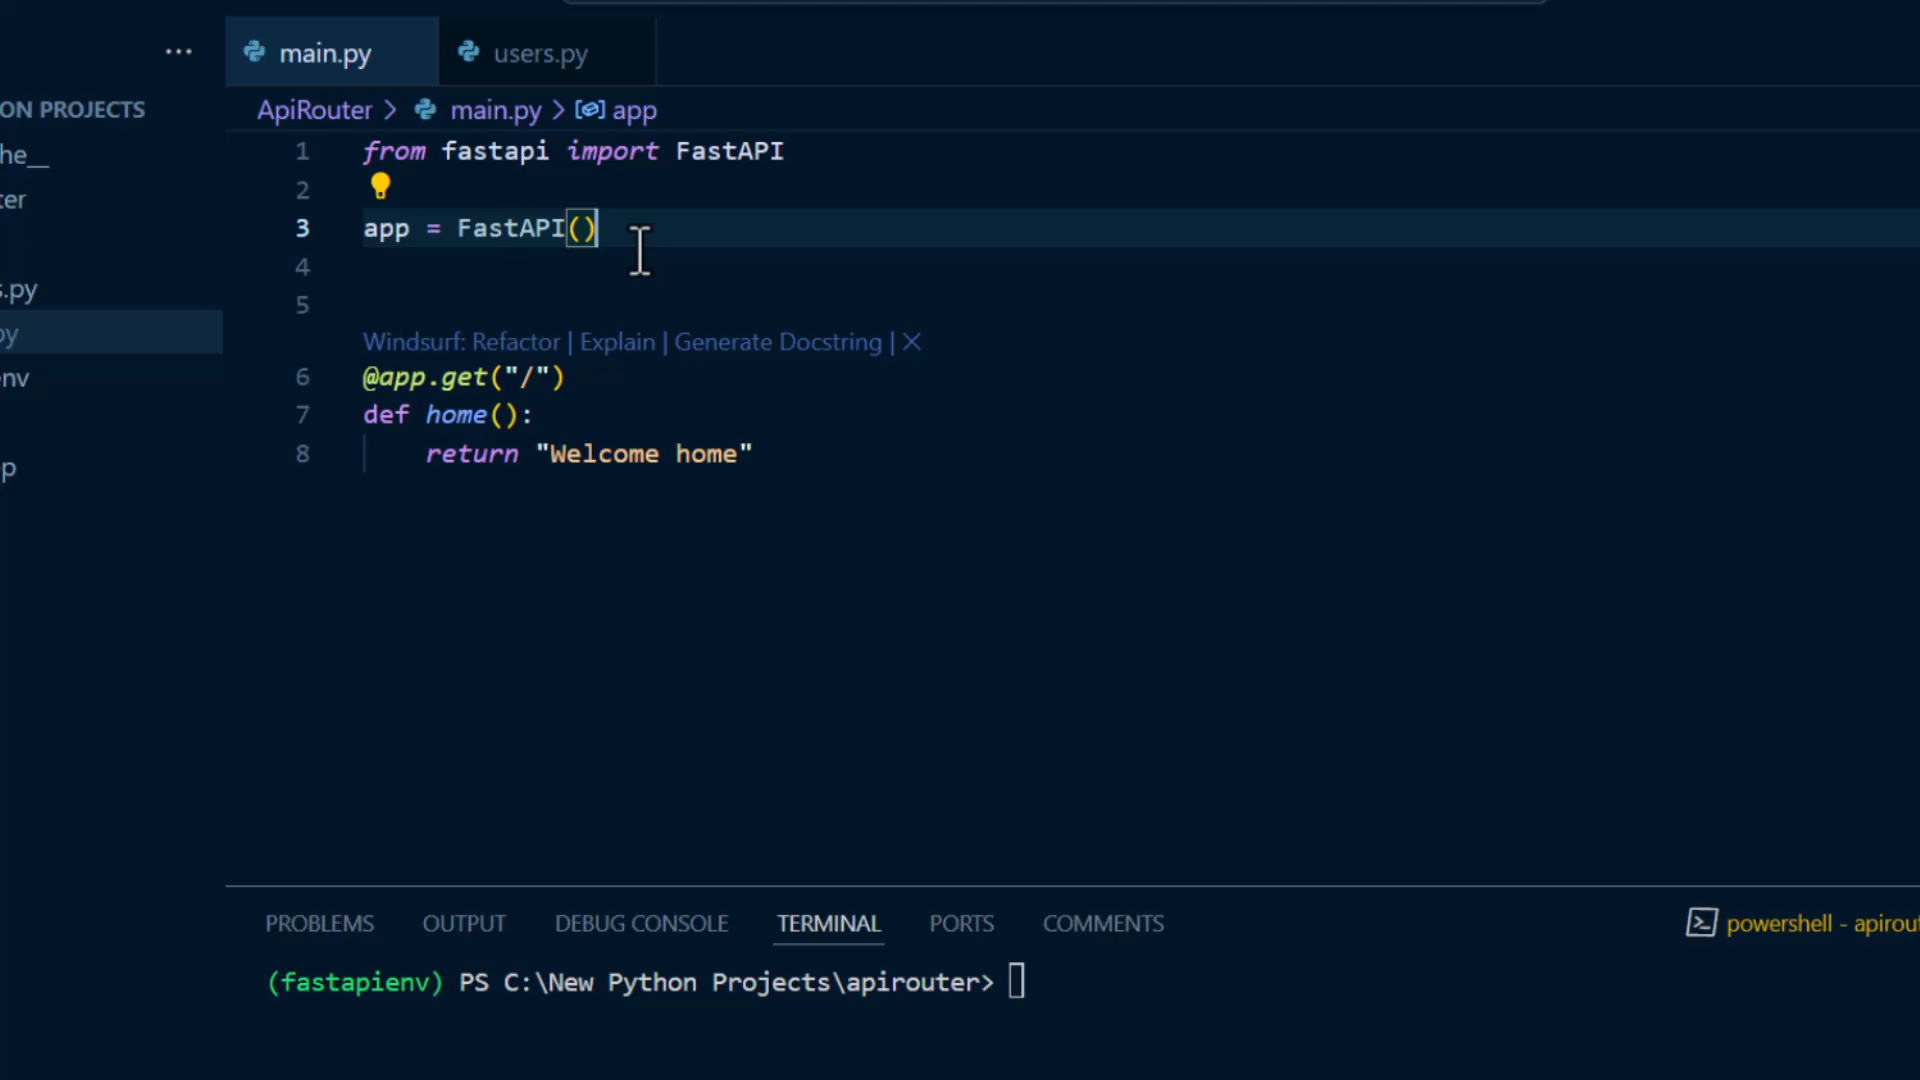 main.py
users.py
ON PROJECTS
he__
ter
s.py
py
nv
p
ApiRouter > main.py > app
1 from fastapi import FastAPI
2
3 app = FastAPI()
4
5
Windsurf: Refactor | Explain | Generate Docstring | ×
6 @app.get("/")
7 def home():
8 return "Welcome home"
PROBLEMS OUTPUT DEBUG CONSOLE TERMINAL PORTS COMMENTS
powershell - apirout
(fastapienv) PS C:\New Python Projects\apirouter>